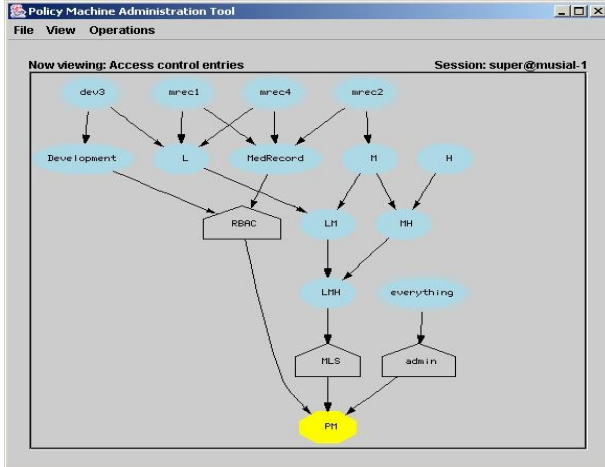 Policy Machine Administration Tool
File View Operations
Now viewing: Access control entries Session: super@musial-1
dev3 mrec1 mrec4 mrec2
Development L MedRecord M H
RBAC LM MH
LMH everything
MLS admin
PM